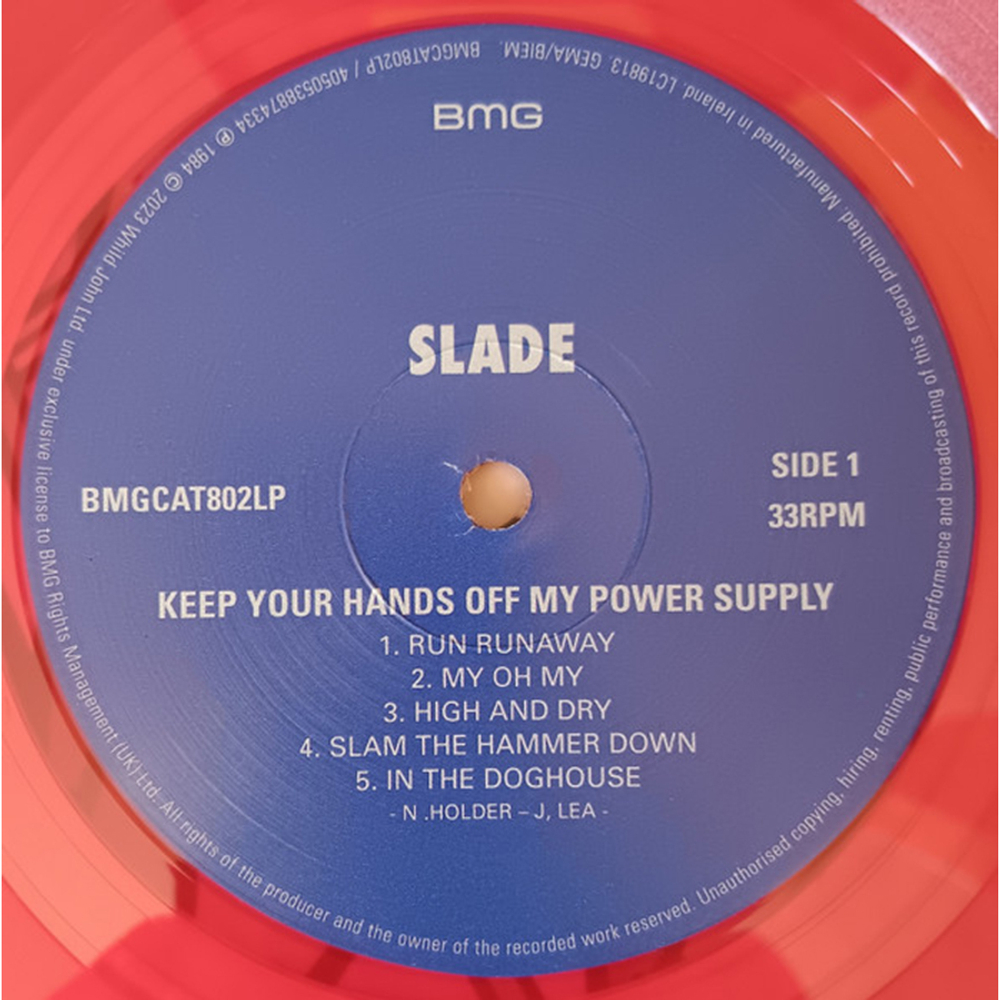 BMG
SLADE
BMGCAT802LP
SIDE 1
33RPM
KEEP YOUR HANDS OFF MY POWER SUPPLY
1. RUN RUNAWAY
2. MY OH MY
3. HIGH AND DRY
4. SLAM THE HAMMER DOWN
5. IN THE DOGHOUSE
- N .HOLDER – J, LEA -
℗ 1984 © 2023 Whild John Ltd. under exclusive license to BMG Rights Management (UK) Ltd. All rights of the producer and the owner of the recorded work reserved. Unauthorised copying, hiring, renting, public performance and broadcasting of this record prohibited. Manufactured in Ireland. LC19813. GEMA/BIEM. BMGCAT802LP / 4050538874334